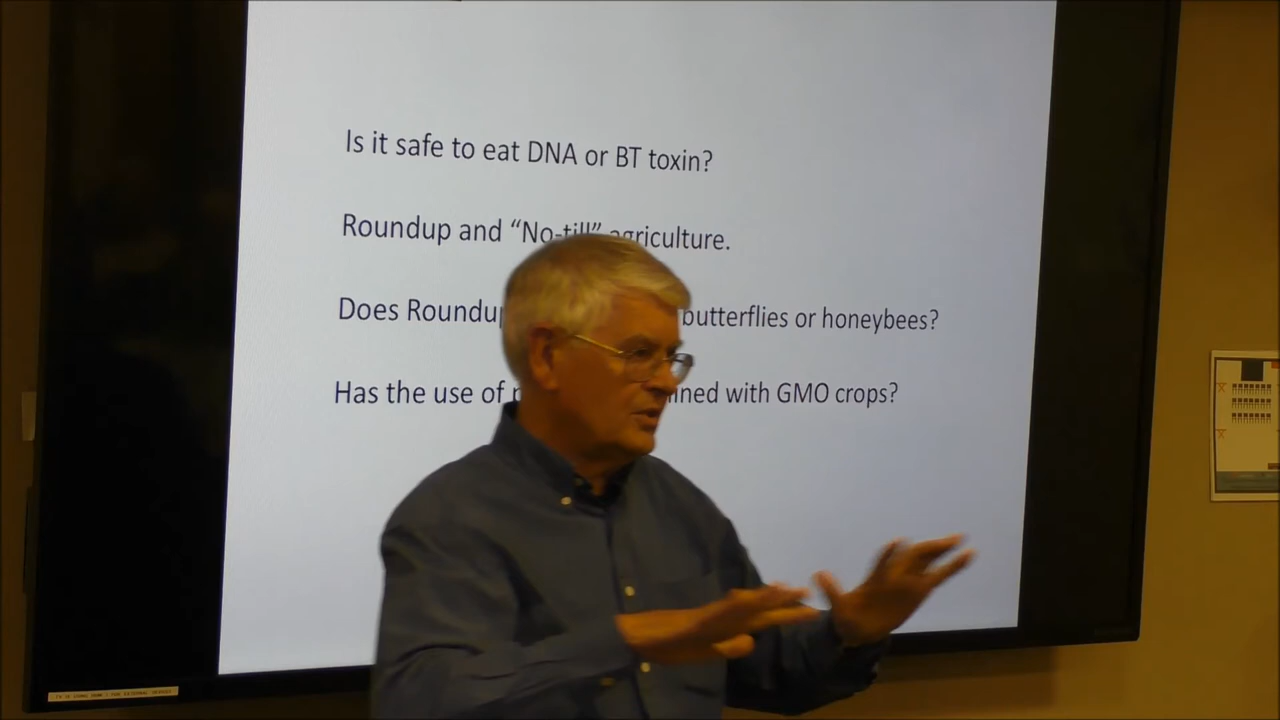 Is it safe to eat DNA or BT toxin?
Roundup and “No-till” agriculture.
Does Roundup butterflies or honeybees?
Has the use of with GMO crops?